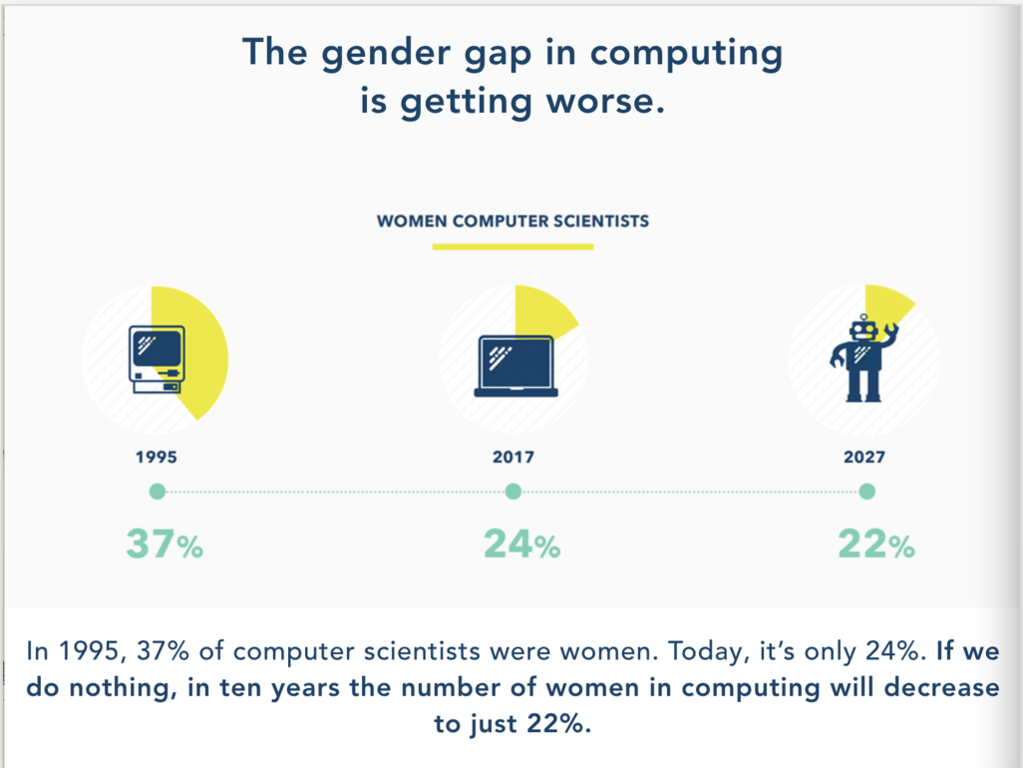 The gender gap in computing
is getting worse.
WOMEN COMPUTER SCIENTISTS
1995
2017
2027
37%
24%
22%
In 1995, 37% of computer scientists were women. Today, it’s only 24%. If we
do nothing, in ten years the number of women in computing will decrease
to just 22%.